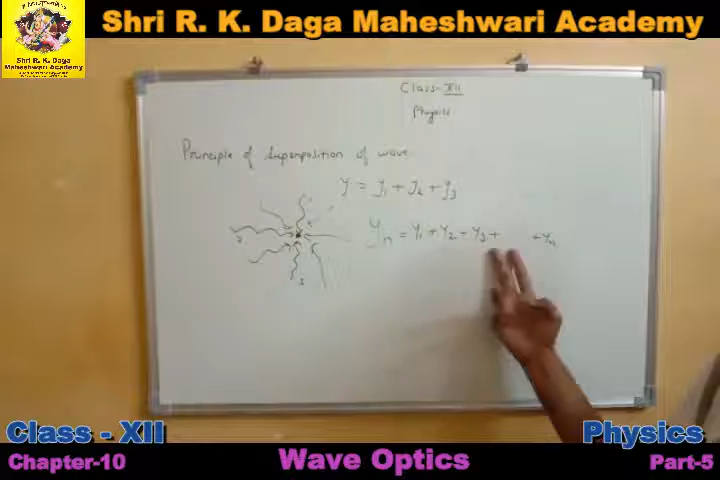 Shri R. K. Daga Maheshwari Academy
Shri R. K. Daga
Maheshwari Academy
Class-XII
Physics
Principle of superposition of wave
y = y1 + y2 + y3
yn = y1 + y2 + y3 + + yn
Class - XII
Physics
Chapter-10
Wave Optics
Part-5